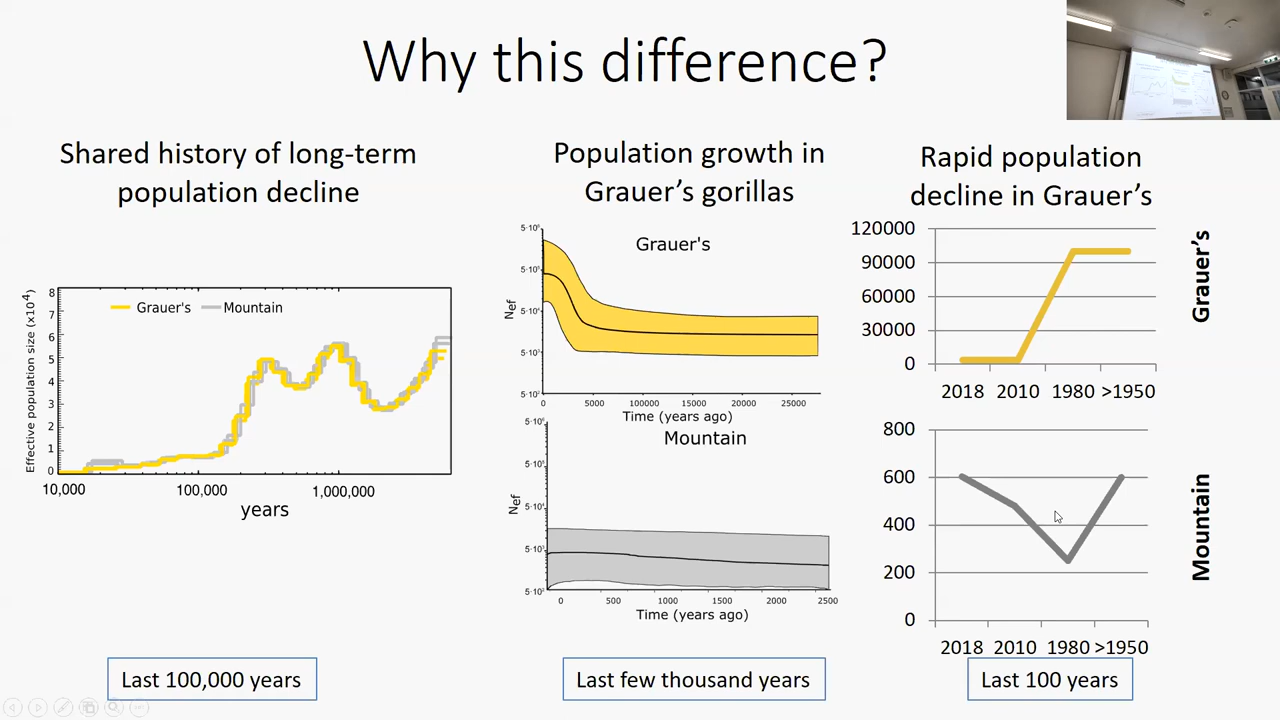 Why this difference?
Shared history of long-term
population decline
Population growth in
Grauer's gorillas
Rapid population
decline in Grauer's
Effective population size (x10⁴)
8
7
6
5
4
3
2
1
0
Grauer's
Mountain
10,000
100,000
1,000,000
years
Grauer's
Nef
0
5000
10000
15000
20000
25000
Time (years ago)
Mountain
Nef
0
500
1000
1500
2000
2500
Time (years ago)
120000
90000
60000
30000
0
2018 2010 1980 >1950
Grauer's
800
600
400
200
0
2018 2010 1980 >1950
Mountain
Last 100,000 years
Last few thousand years
Last 100 years